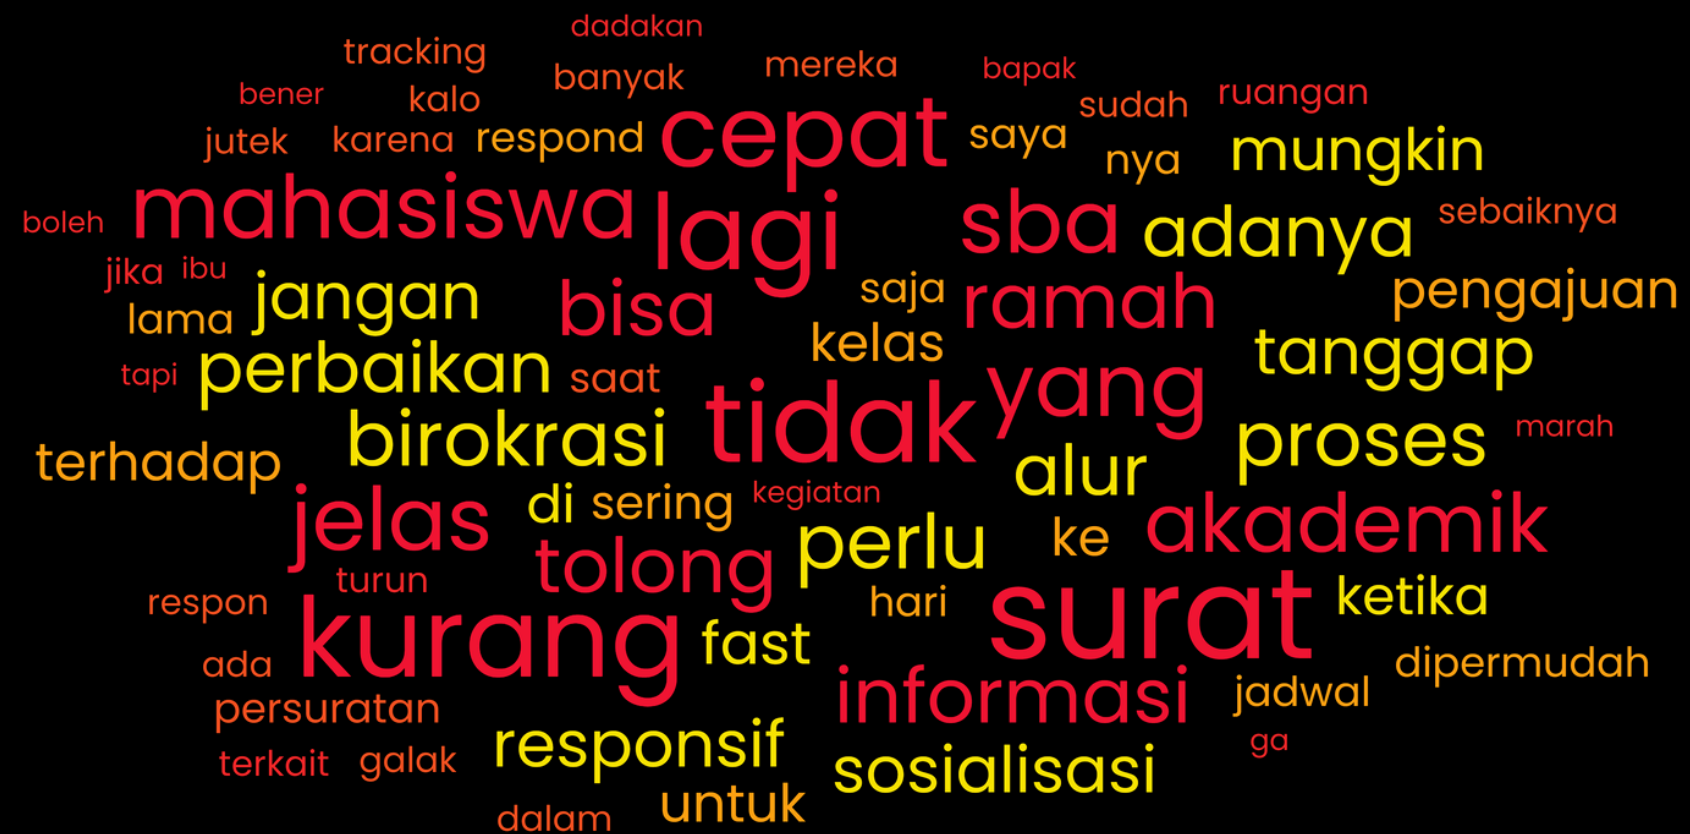 dadakan
tracking
banyak
mereka
bapak
bener
kalo
sudah
ruangan
jutek
karena
respond
cepat
saya
nya
mungkin
boleh
mahasiswa
lagi
sba
adanya
sebaiknya
jika
ibu
jangan
bisa
saja
ramah
pengajuan
lama
kelas
tapi
perbaikan
saat
tanggap
tidak
yang
terhadap
birokrasi
alur
proses
marah
jelas
di
sering
kegiatan
perlu
ke
akademik
tolong
turun
respon
hari
surat
ketika
kurang
fast
ada
dipermudah
persuratan
informasi
jadwal
terkait
galak
responsif
sosialisasi
ga
dalam
untuk